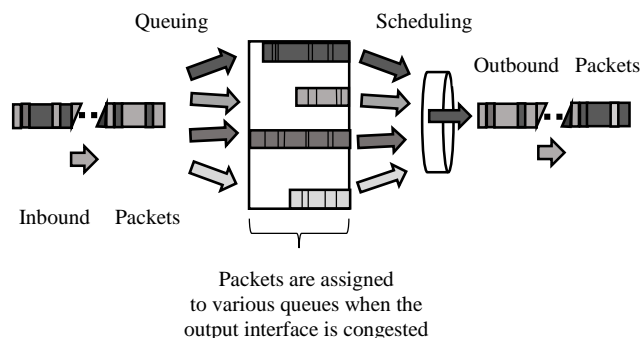 Queuing
Scheduling
Outbound Packets
Inbound Packets
Packets are assigned
to various queues when the
output interface is congested